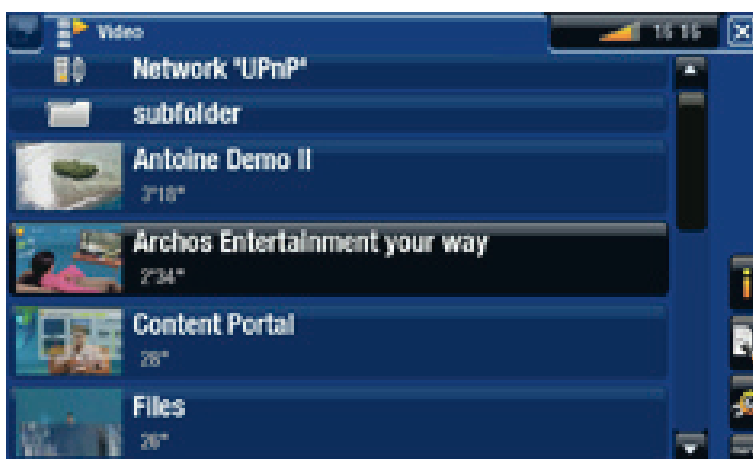 Video
16 16
Network "UPnP"
subfolder
Antoine Demo II
3'18"
Archos Entertainment your way
2'34"
Content Portal
28"
Files
26"